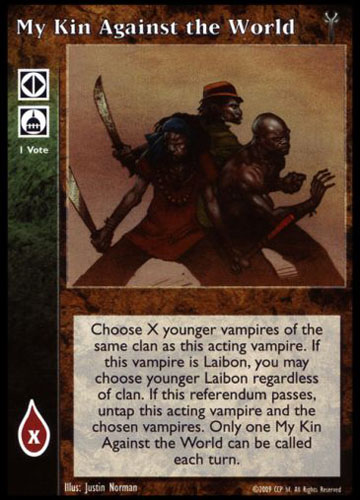 My Kin Against the World
1 Vote
Choose X younger vampires of the
same clan as this acting vampire. If
this vampire is Laibon, you may
choose younger Laibon regardless
of clan. If this referendum passes,
untap this acting vampire and the
chosen vampires. Only one My Kin
Against the World can be called
each turn.
X
Illus: Justin Norman
©2009 CCP hf. All Rights Reserved